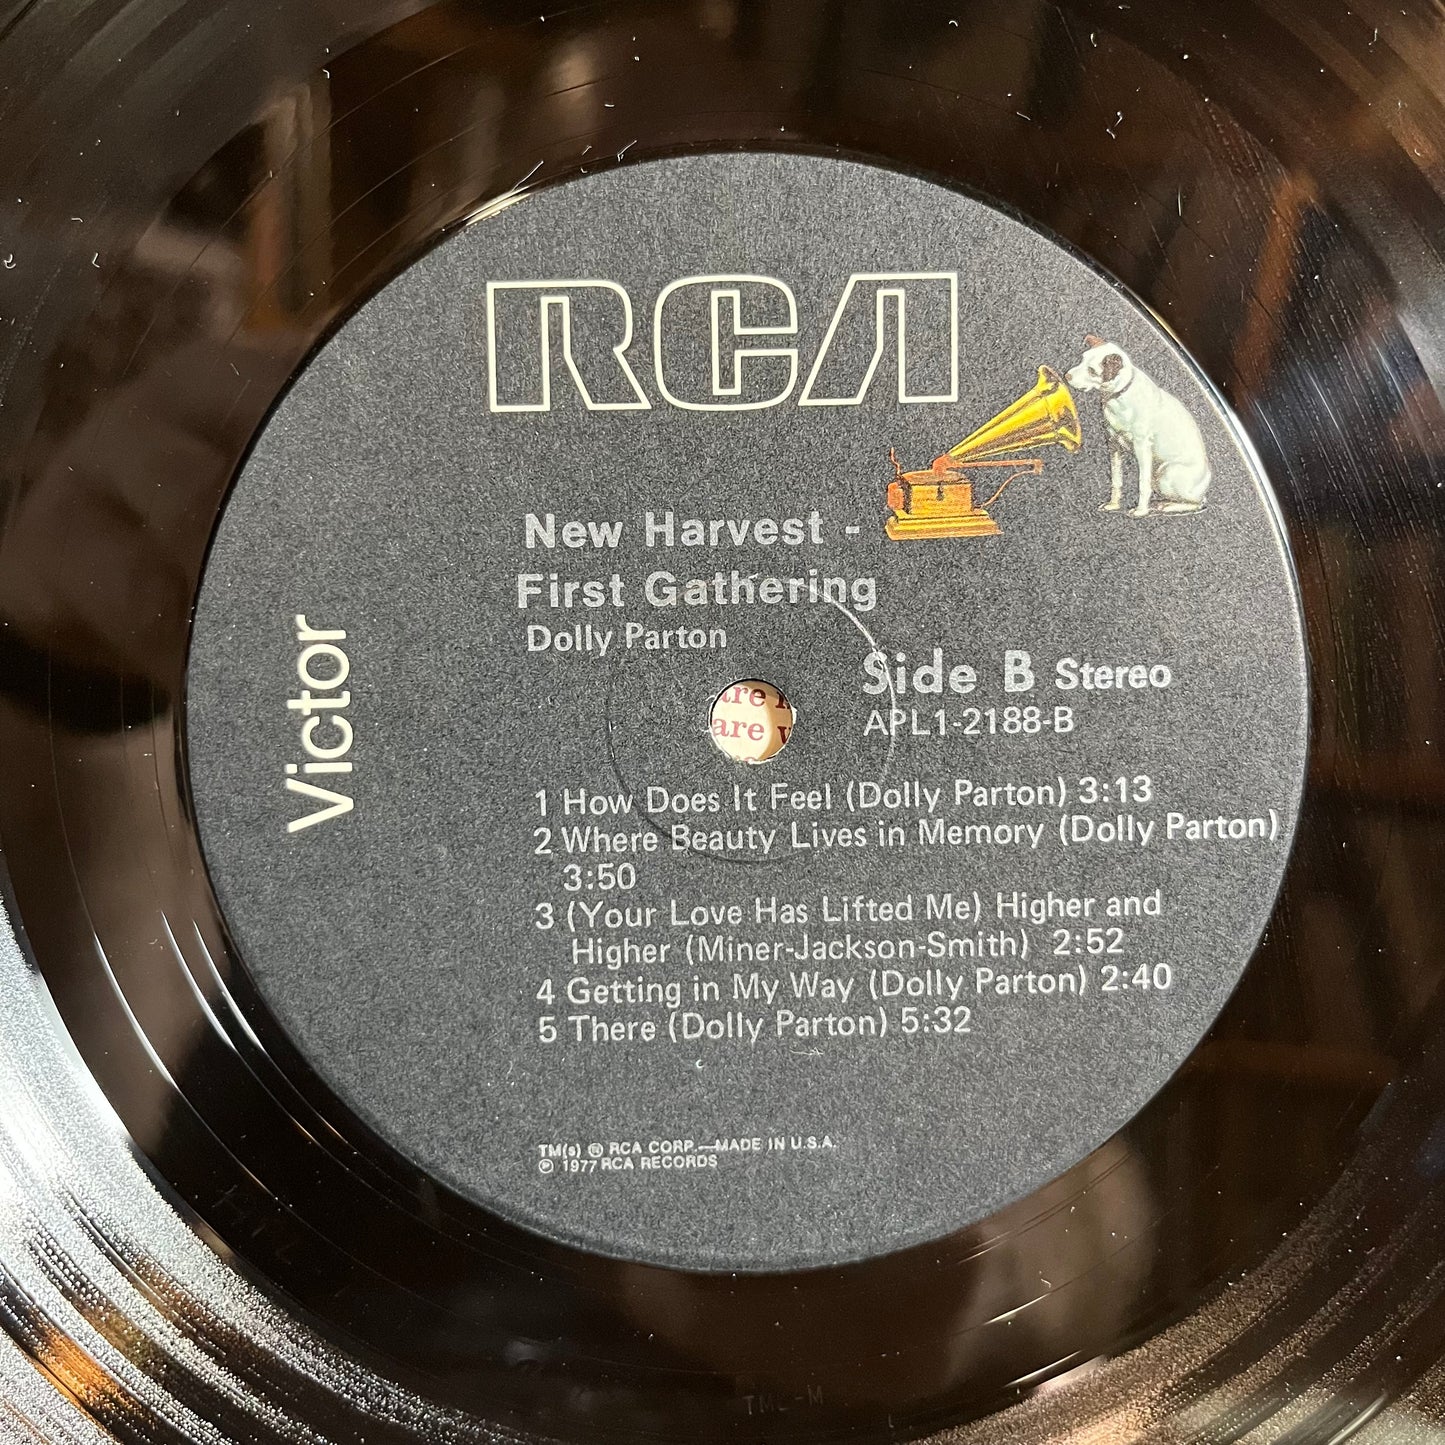 RCA
Victor
New Harvest -
First Gathering
Dolly Parton
Side B Stereo
APL1-2188-B
are
1 How Does It Feel (Dolly Parton) 3:13
2 Where Beauty Lives in Memory (Dolly Parton)
3:50
3 (Your Love Has Lifted Me) Higher and
Higher (Miner-Jackson-Smith) 2:52
4 Getting in My Way (Dolly Parton) 2:40
5 There (Dolly Parton) 5:32
TM(s) ® RCA CORP.—MADE IN U.S.A.
℗ 1977 RCA RECORDS